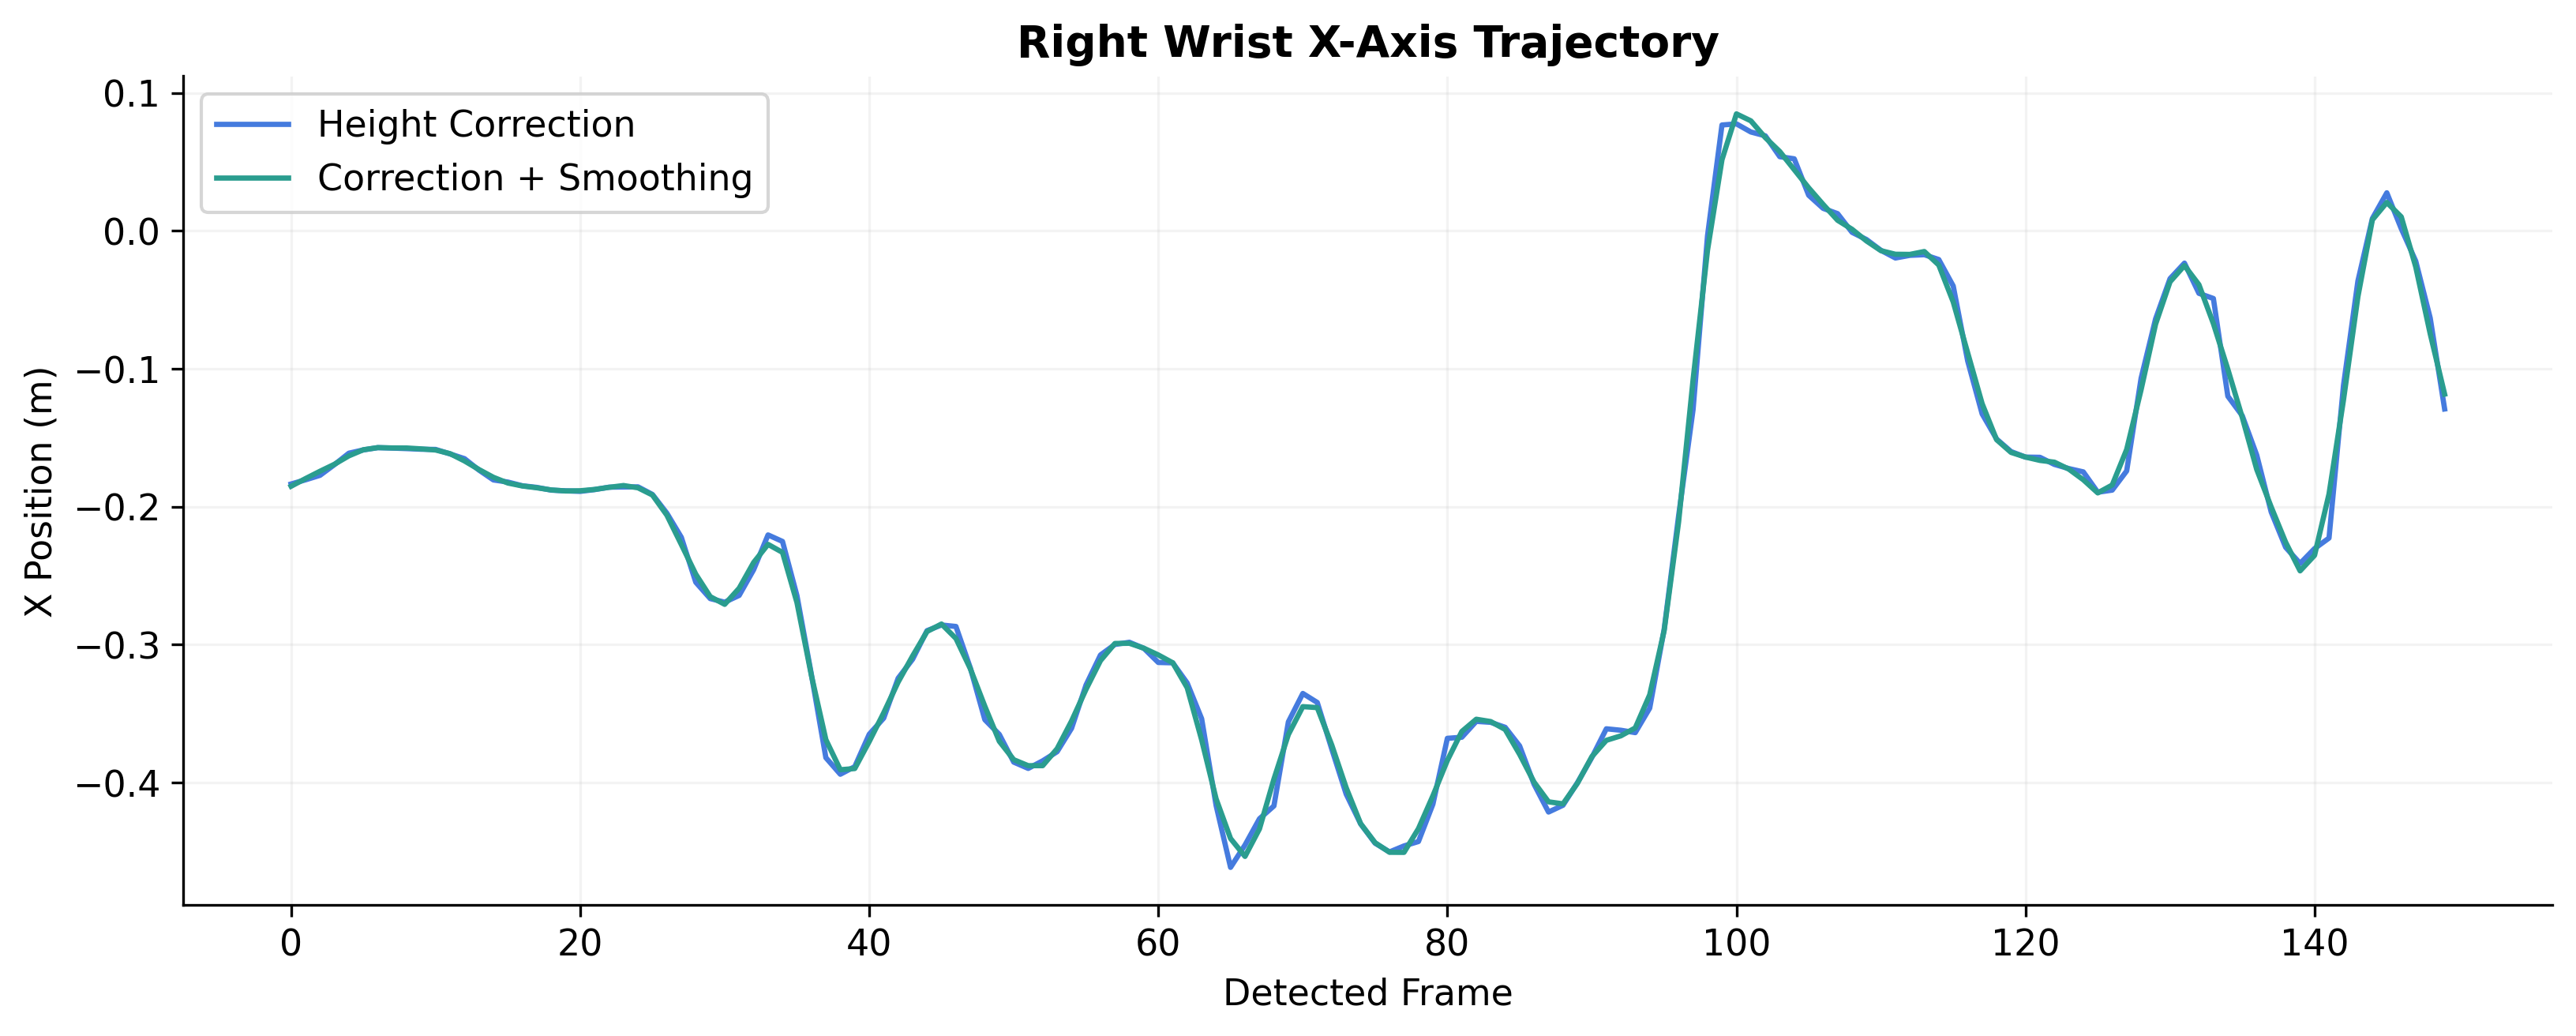 Right Wrist X-Axis Trajectory
Height Correction
Correction + Smoothing
X Position (m)
0.1
0.0
−0.1
−0.2
−0.3
−0.4
0 20 40 60 80 100 120 140
Detected Frame